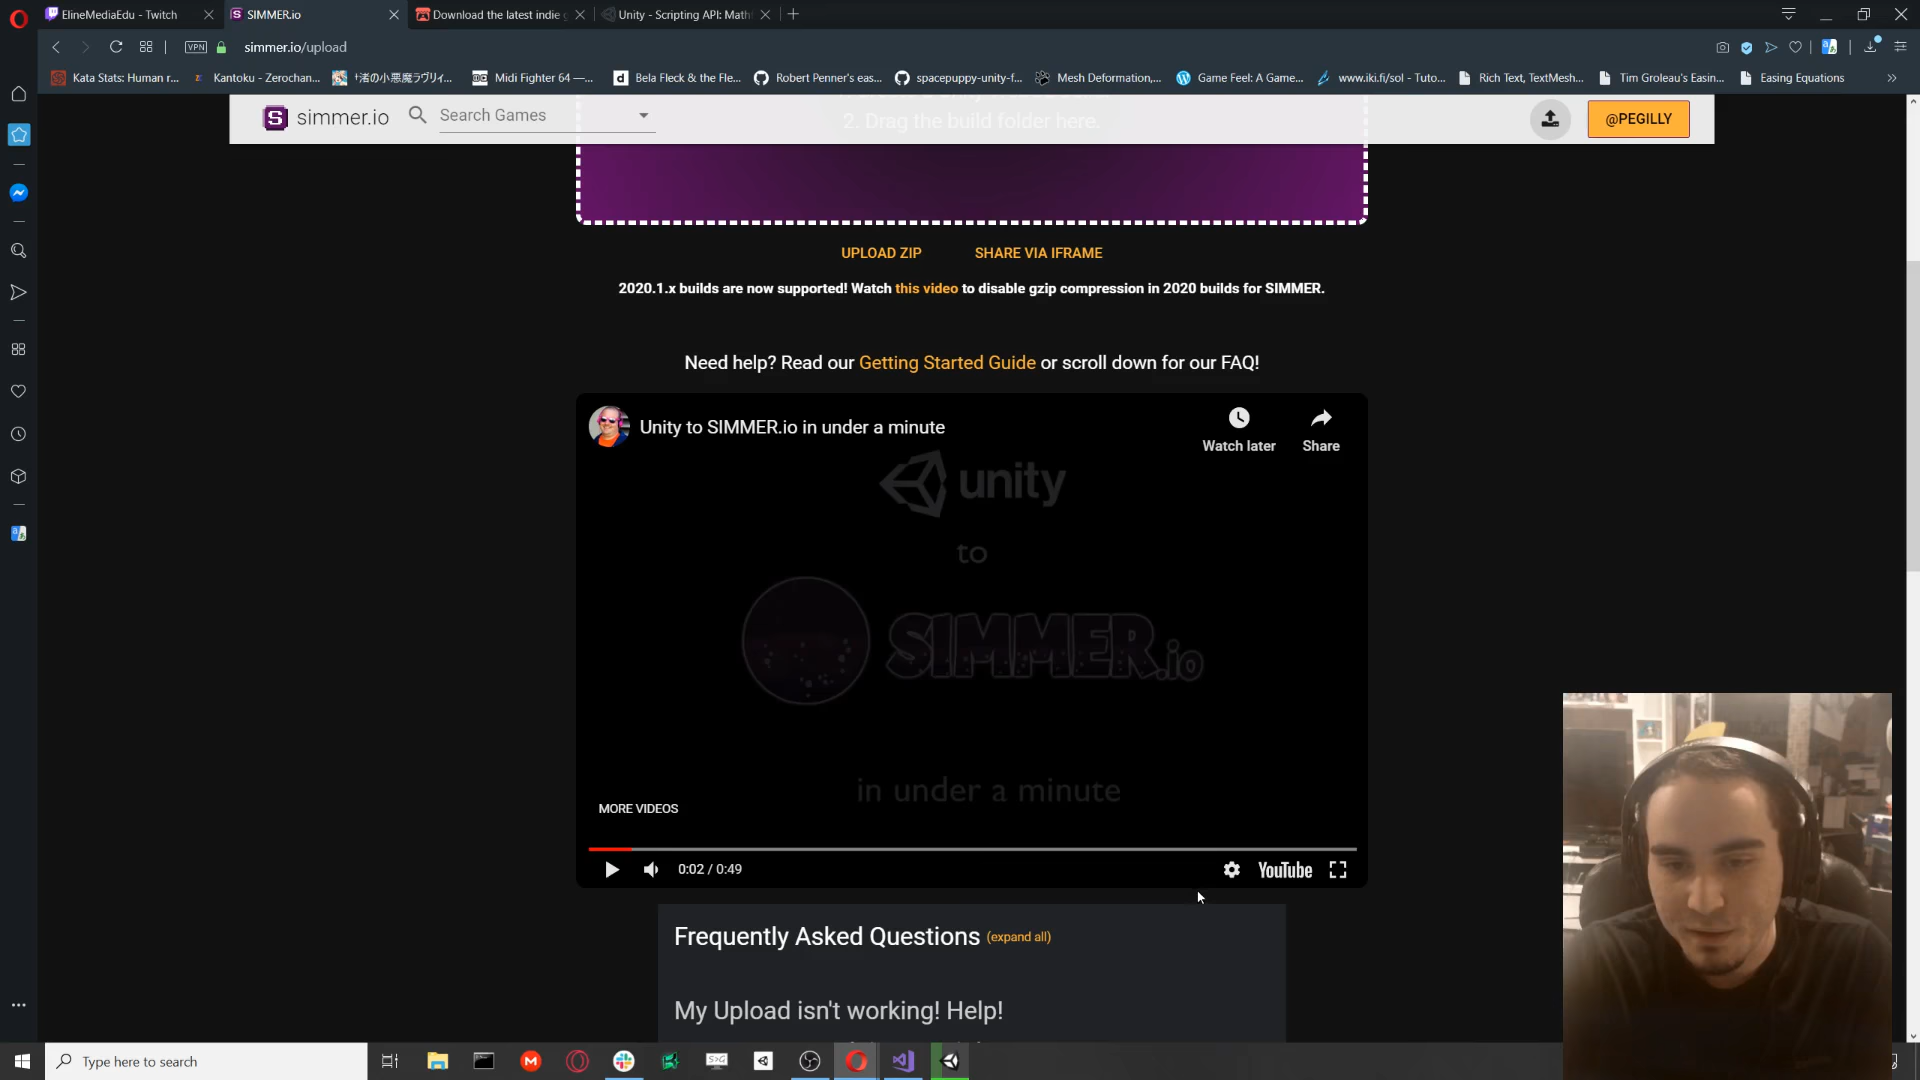 ElineMediaEdu - Twitch
SIMMER.io
Download the latest indie g
Unity - Scripting API: Math
VPN
simmer.io/upload
Kata Stats: Human r...
Kantoku - Zerochan...
Midi Fighter 64 —...
Bela Fleck & the Fle...
Robert Penner's eas...
spacepuppy-unity-f...
Mesh Deformation,...
Game Feel: A Game...
www.iki.fi/sol - Tuto...
Rich Text, TextMesh...
Tim Groleau's Easin...
Easing Equations
simmer.io
Search Games
2. Drag the build folder here.
@PEGILLY
UPLOAD ZIP
SHARE VIA IFRAME
2020.1.x builds are now supported! Watch this video to disable gzip compression in 2020 builds for SIMMER.
Need help? Read our Getting Started Guide or scroll down for our FAQ!
Unity to SIMMER.io in under a minute
Watch later
Share
unity
to
SIMMER.io
in under a minute
MORE VIDEOS
0:02 / 0:49
YouTube
Frequently Asked Questions (expand all)
My Upload isn't working! Help!
Type here to search